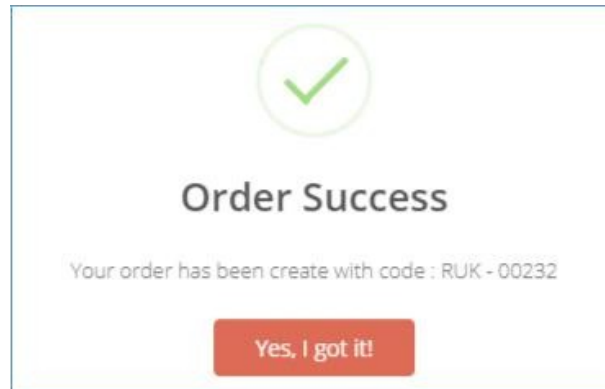 Order Success
Your order has been create with code : RUK - 00232
Yes, I got it!